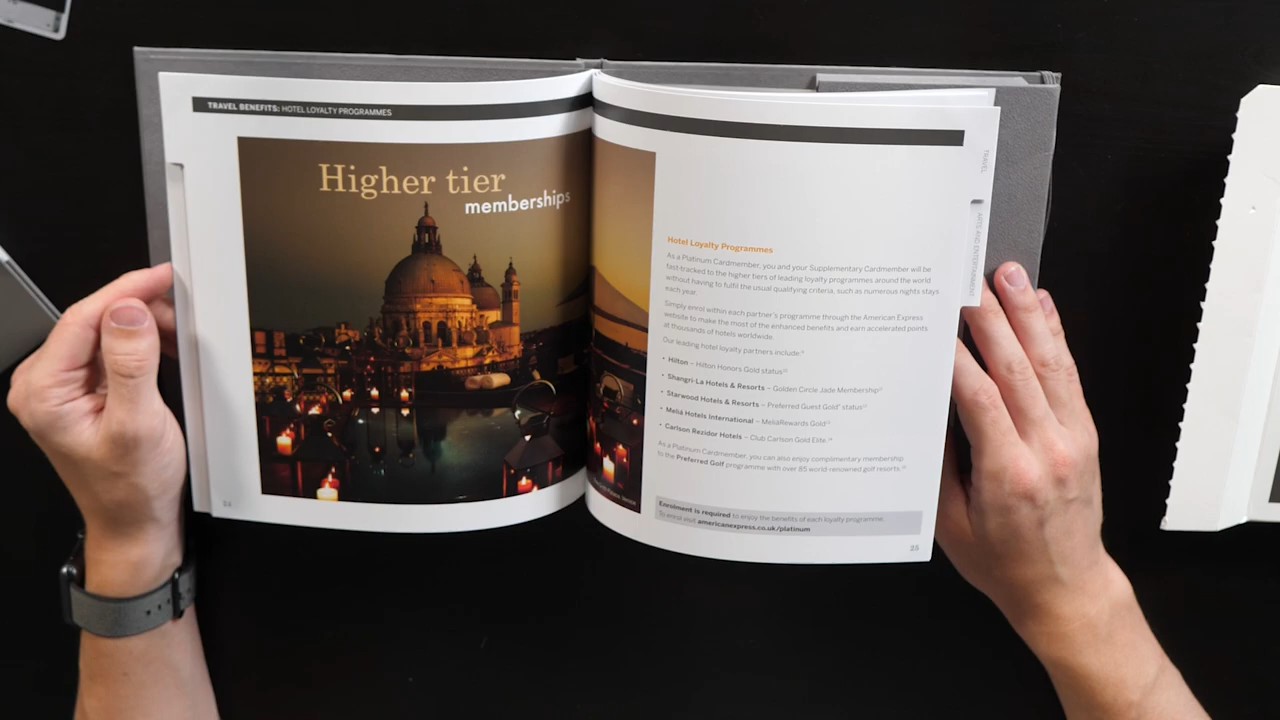 TRAVEL BENEFITS: HOTEL LOYALTY PROGRAMMES
Higher tier
memberships
24
TRAVEL
ARTS AND ENTERTAINMENT
Hotel Loyalty Programmes
As a Platinum Cardmember, you and your Supplementary Cardmember will be
fast-tracked to the higher tiers of leading loyalty programmes around the world
without having to fulfil the usual qualifying criteria, such as numerous nights stays
each year.
Simply enrol within each partner's programme through the American Express
website to make the most of the enhanced benefits and earn accelerated points
at thousands of hotels worldwide.
Our leading hotel loyalty partners include:
• Hilton – Hilton Honors Gold status
• Shangri-La Hotels & Resorts – Golden Circle Jade Membership
• Starwood Hotels & Resorts – Preferred Guest Gold status
• Meliá Hotels International – MeliáRewards Gold
• Carlson Rezidor Hotels – Club Carlson Gold Elite.
As a Platinum Cardmember, you can also enjoy complimentary membership
to the Preferred Golf programme with over 85 world-renowned golf resorts.
Enrolment is required to enjoy the benefits of each loyalty programme.
To enrol visit americanexpress.co.uk/platinum
25